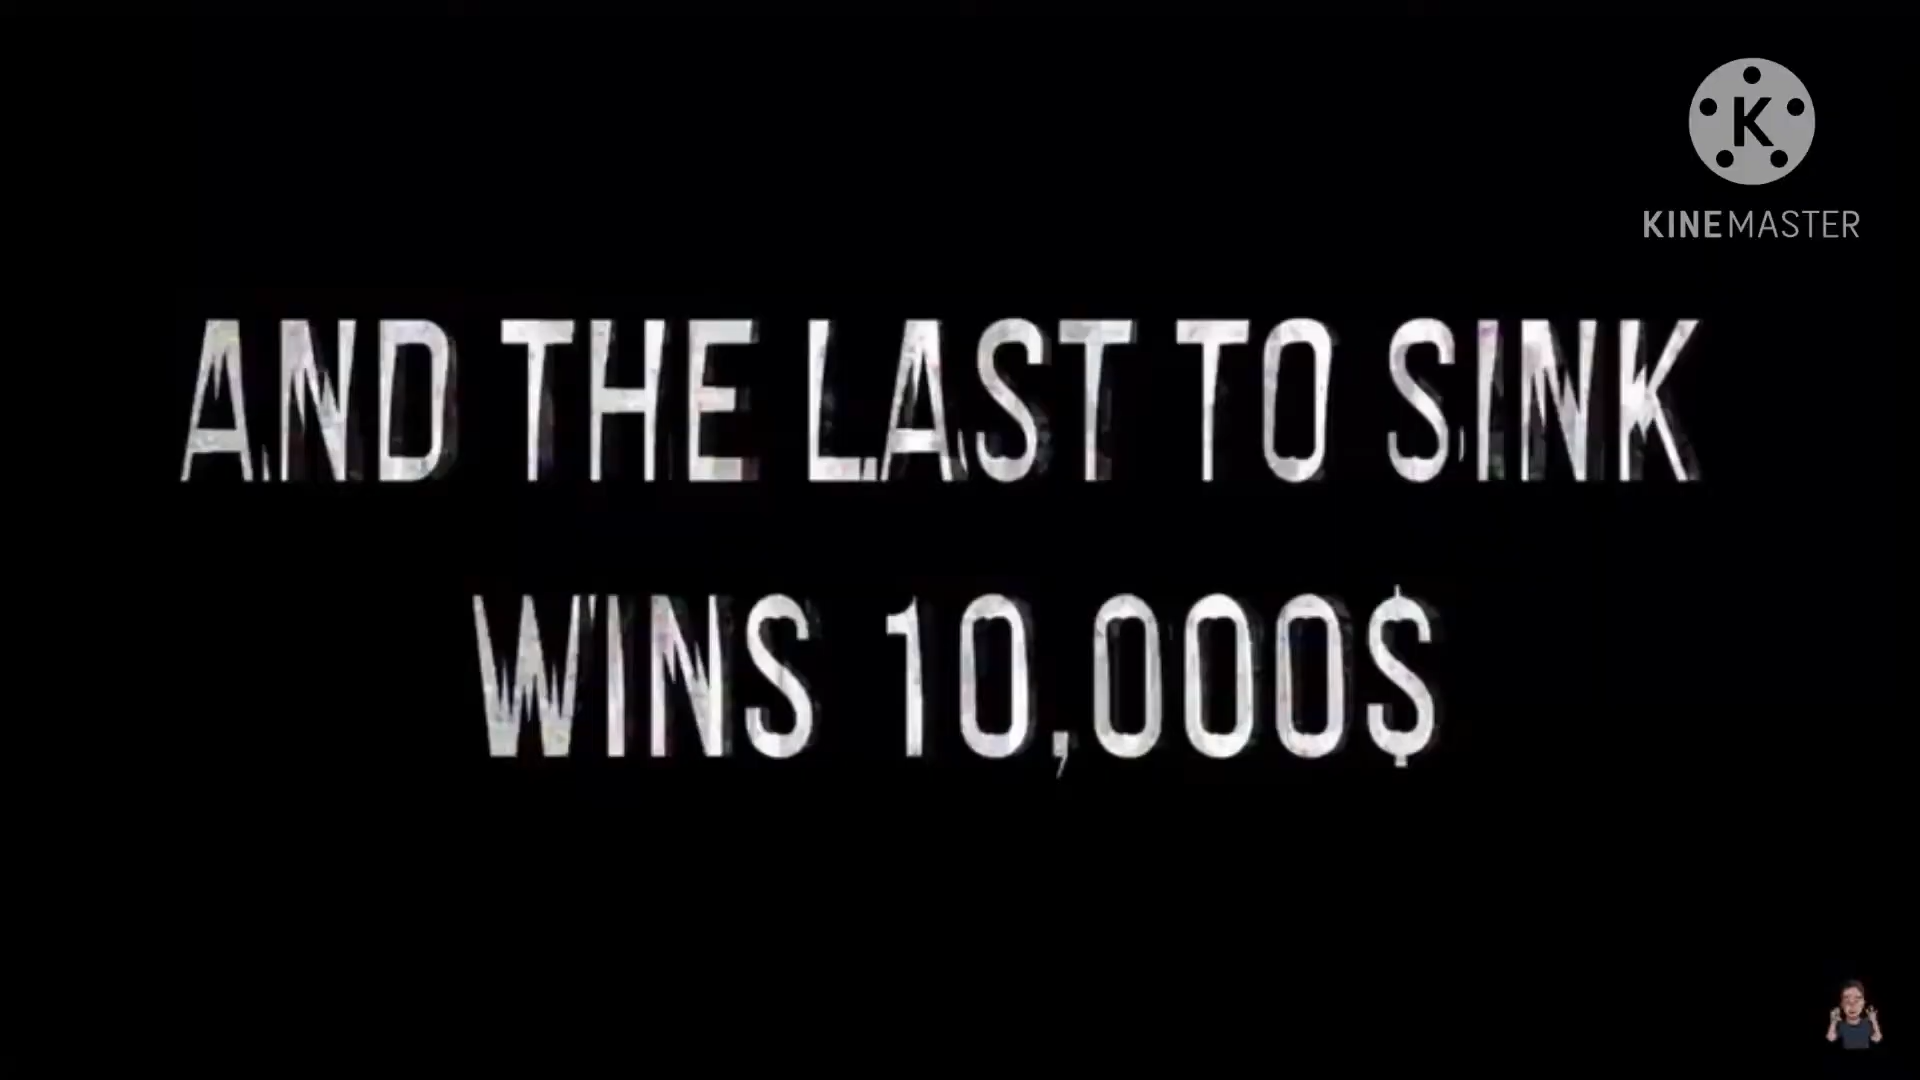 K
KINEMASTER
AND THE LAST TO SINK
WINS 10,000$